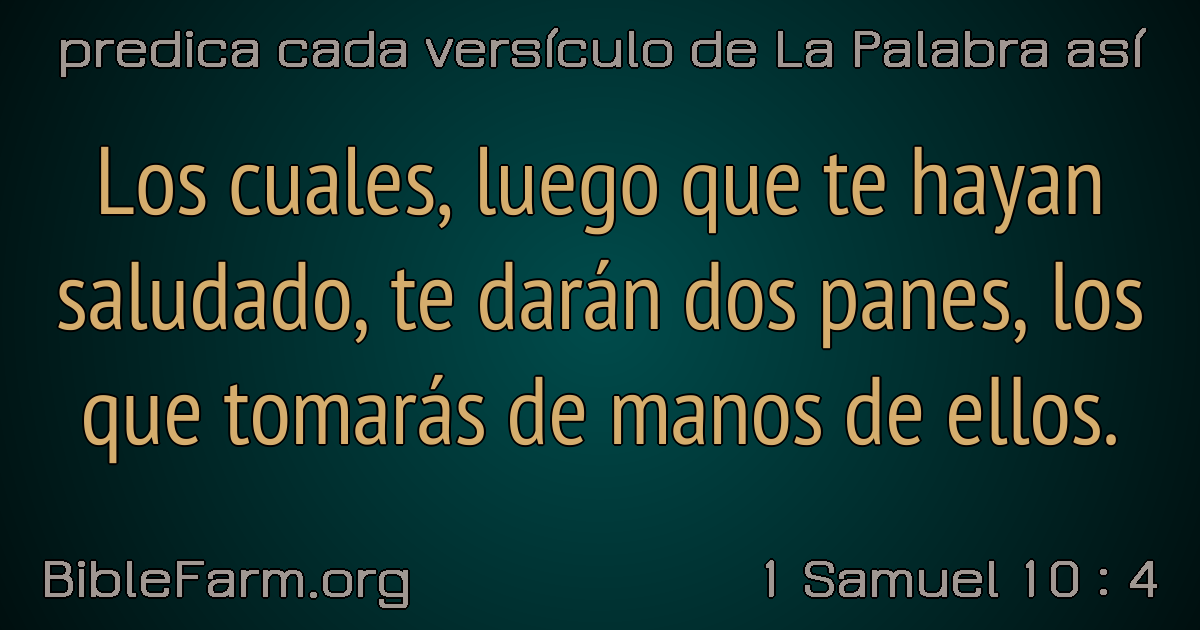 predica cada versículo de La Palabra así
Los cuales, luego que te hayan
saludado, te darán dos panes, los
que tomarás de manos de ellos.
BibleFarm.org
1 Samuel 10 : 4